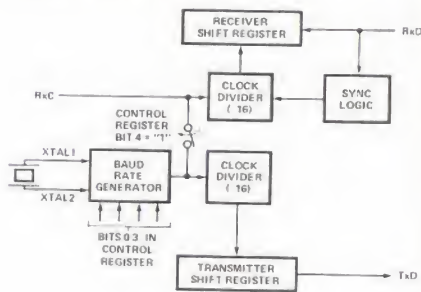 RECEIVER
SHIFT REGISTER
RxD
RxC
CLOCK
DIVIDER
( 16)
SYNC
LOGIC
CONTROL
REGISTER
BIT 4 = "1"
XTAL1
XTAL2
BAUD
RATE
GENERATOR
CLOCK
DIVIDER
( 16)
BITS 0 3 IN
CONTROL
REGISTER
TRANSMITTER
SHIFT REGISTER
TxD